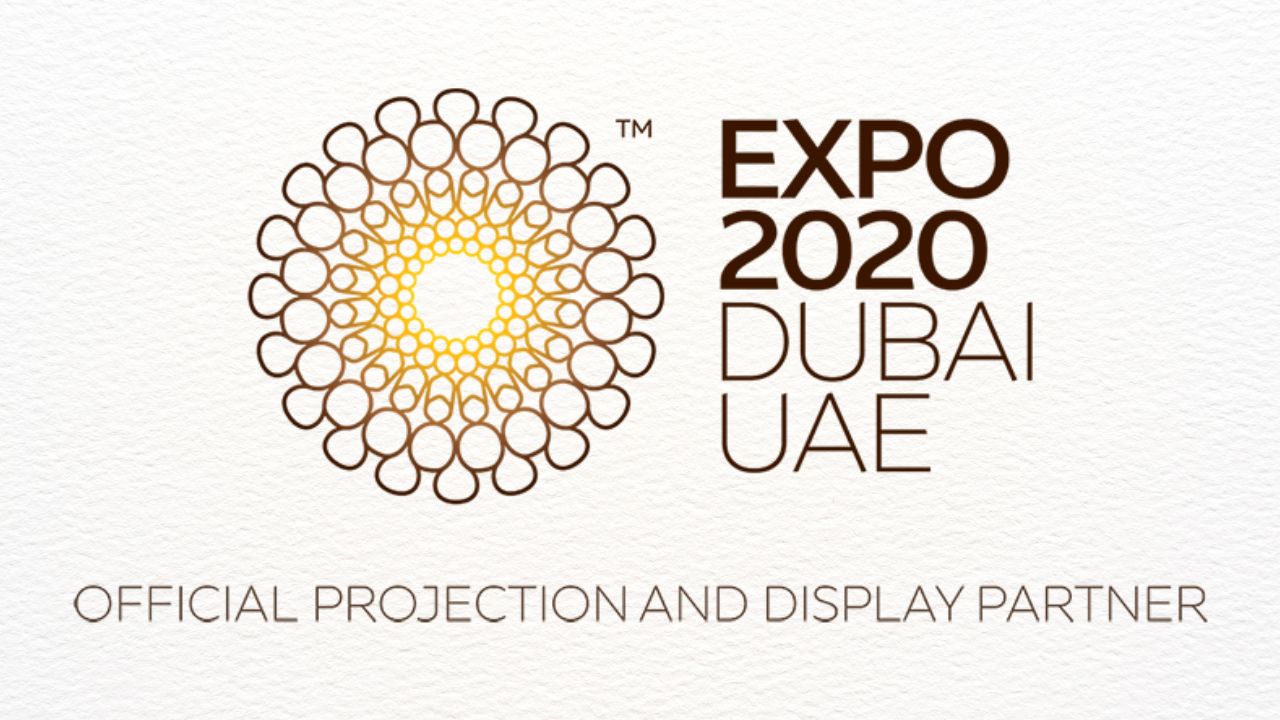 ™
EXPO
2020
DUBAI
UAE
OFFICIAL PROJECTION AND DISPLAY PARTNER